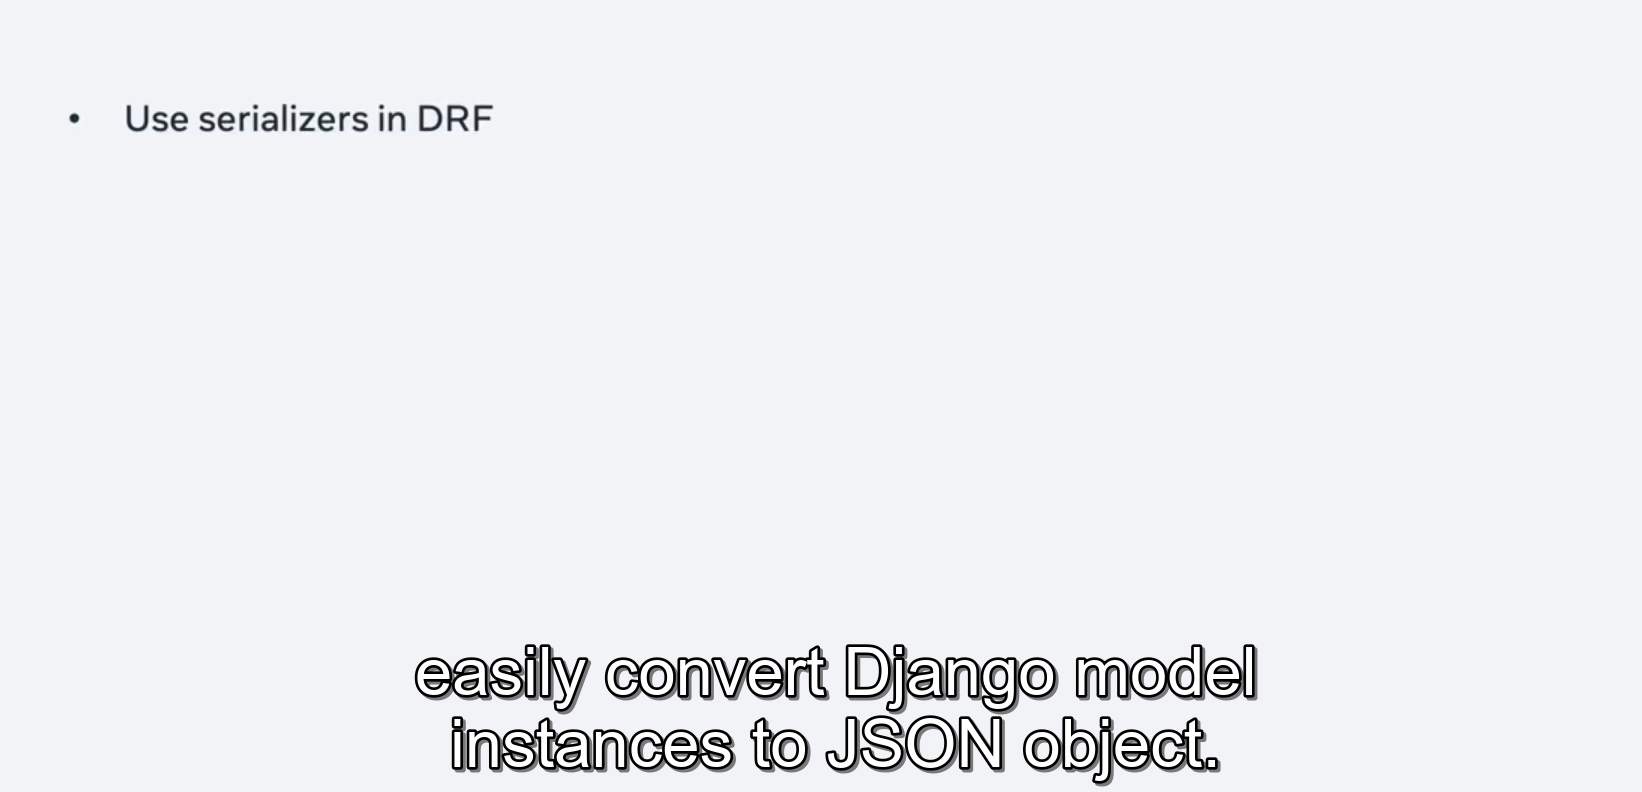 • Use serializers in DRF
easily convert Django model
instances to JSON object.